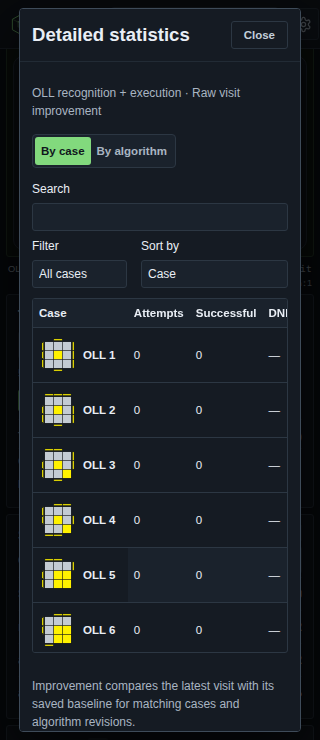 Detailed statistics
Close
OLL recognition + execution · Raw visit
improvement
By case
By algorithm
Search
Filter
Sort by
All cases
Case
Case Attempts Successful
OLL 1 0 0 —
OLL 2 0 0 —
OLL 3 0 0 —
OLL 4 0 0 —
OLL 5 0 0 —
OLL 6 0 0 —
Improvement compares the latest visit with its
saved baseline for matching cases and
algorithm revisions.